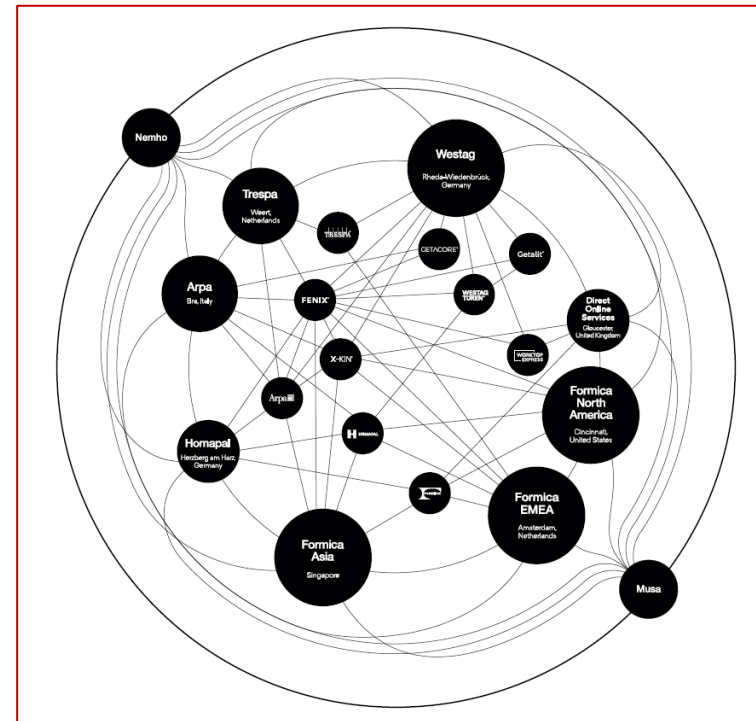 Nemho
Westag
Rheda-Wiedenbrück,
Germany
Trespa
Weert,
Netherlands
TRESPA
GETACORE®
Getalit®
Arpa
Bra, Italy
FENIX®
WESTAG
TÜREN®
Direct
Online
Services
Gloucester,
United Kingdom
X-KIN®
WORKTOP
EXPRESS
Arpa
Formica
North
America
Cincinnati,
United States
Homapal
Herzberg am Harz,
Germany
H HOMAPAL
FORMICA
Formica
EMEA
Amsterdam,
Netherlands
Formica
Asia
Singapore
Musa